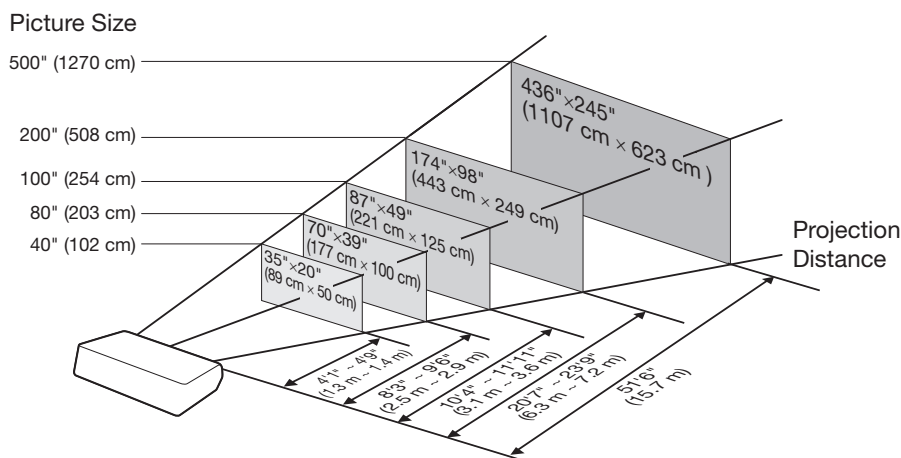 Picture Size
500" (1270 cm)
200" (508 cm)
100" (254 cm)
80" (203 cm)
40" (102 cm)
436"×245"
(1107 cm × 623 cm )
174"×98"
(443 cm × 249 cm)
87"×49"
(221 cm × 125 cm)
70"×39"
(177 cm × 100 cm)
35"×20"
(89 cm × 50 cm)
Projection
Distance
4'1" ~ 4'9"
(1.3 m ~ 1.4 m)
8'3" ~ 9'6"
(2.5 m ~ 2.9 m)
10'4" ~ 11'11"
(3.1 m ~ 3.6 m)
20'7" ~ 23'9"
(6.3 m ~ 7.2 m)
51'6"
(15.7 m)